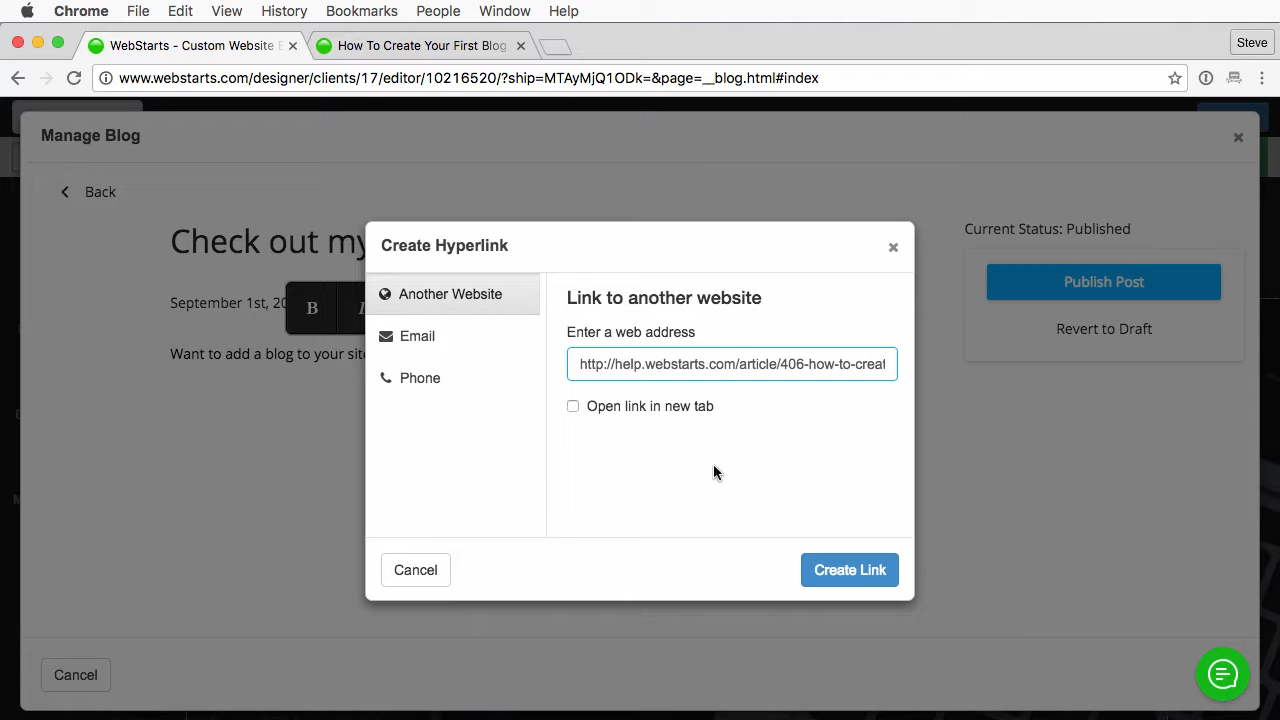 Chrome File Edit View History Bookmarks People Window Help
WebStarts - Custom Website E
How To Create Your First Blog
Steve
www.webstarts.com/designer/clients/17/editor/10216520/?ship=MTAyMjQ1ODk=&page=__blog.html#index
Manage Blog
Back
Check out my
Current Status: Published
September 1st, 20
B
Publish Post
Revert to Draft
Want to add a blog to your site
Create Hyperlink
Another Website
Email
Phone
Link to another website
Enter a web address
http://help.webstarts.com/article/406-how-to-creat
Open link in new tab
Cancel
Create Link
Cancel